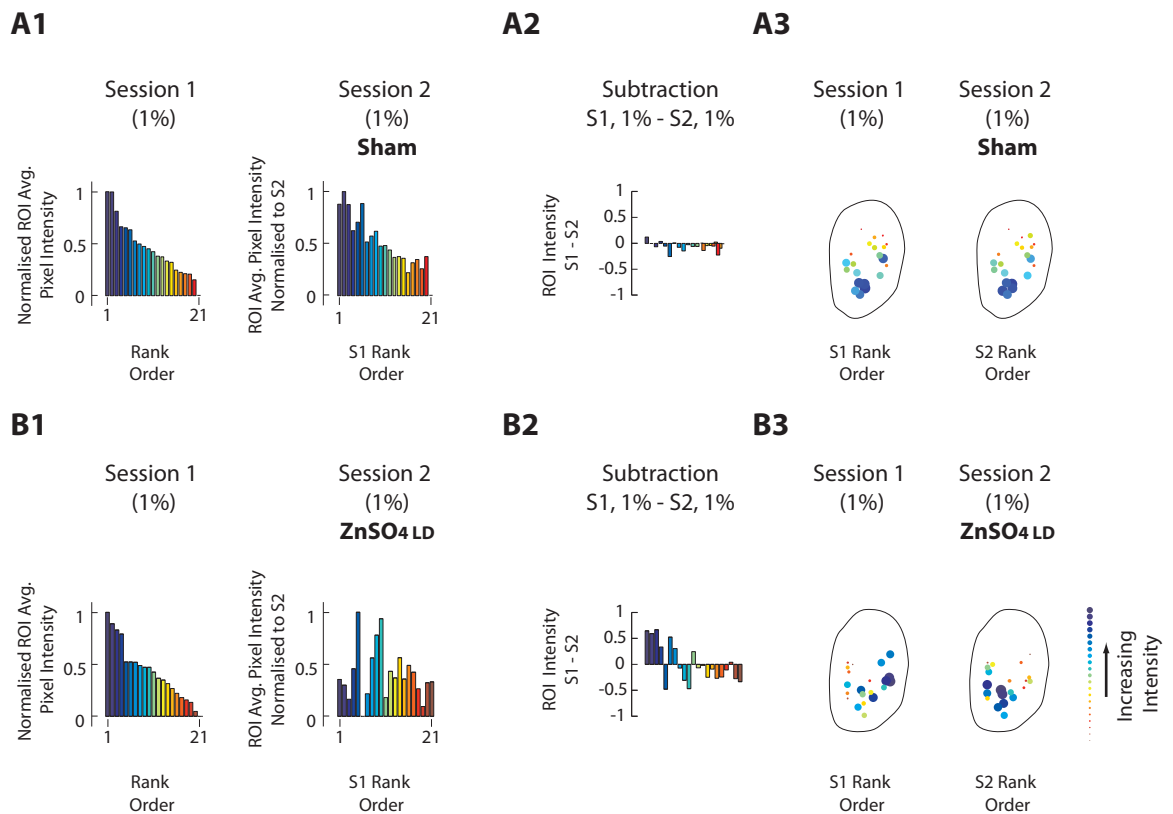 A1
A2
A3
Session 1
(1%)
Session 2
(1%)
Sham
Subtraction
S1, 1% - S2, 1%
Session 1
(1%)
Session 2
(1%)
Sham
Normalised ROI Avg.
Pixel Intensity
1
0.5
0
1
21
Rank
Order
ROI Avg. Pixel Intensity
Normalised to S2
1
0.5
0
1
21
S1 Rank
Order
ROI Intensity
S1 - S2
1
0.5
0
-0.5
-1
S1 Rank
Order
S2 Rank
Order
B1
B2
B3
Session 1
(1%)
Session 2
(1%)
ZnSO4 LD
Subtraction
S1, 1% - S2, 1%
Session 1
(1%)
Session 2
(1%)
ZnSO4 LD
Normalised ROI Avg.
Pixel Intensity
1
0.5
0
1
21
Rank
Order
ROI Avg. Pixel Intensity
Normalised to S2
1
0.5
0
1
21
S1 Rank
Order
ROI Intensity
S1 - S2
1
0.5
0
-0.5
-1
S1 Rank
Order
S2 Rank
Order
Increasing
Intensity